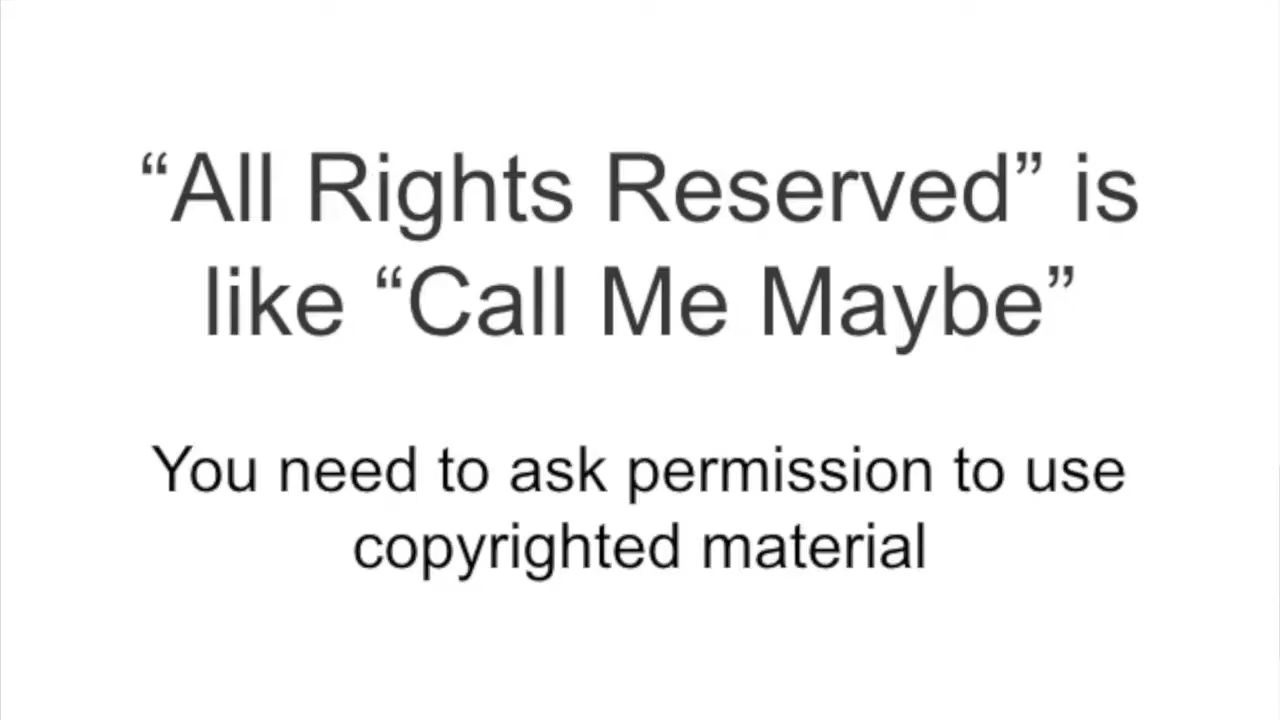 “All Rights Reserved” is
like “Call Me Maybe”
You need to ask permission to use
copyrighted material